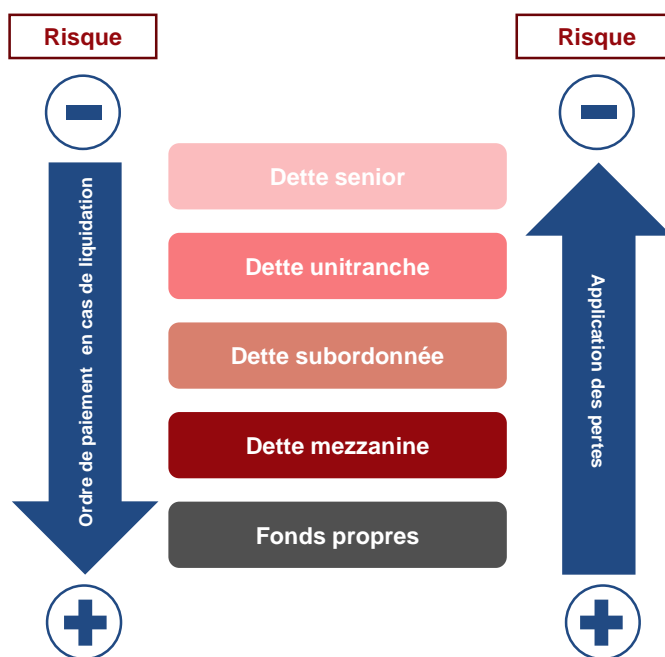 Risque
Risque
Dette senior
Dette unitranche
Dette subordonnée
Dette mezzanine
Fonds propres
Ordre de paiement en cas de liquidation
Application des pertes